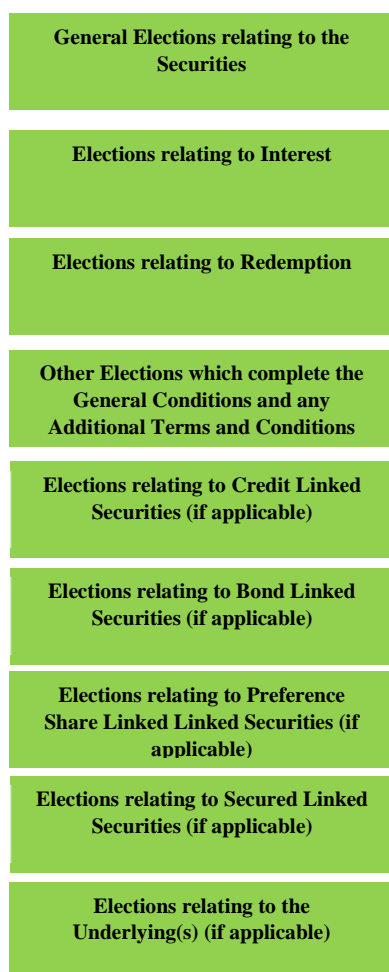 General Elections relating to the
Securities
Elections relating to Interest
Elections relating to Redemption
Other Elections which complete the
General Conditions and any
Additional Terms and Conditions
Elections relating to Credit Linked
Securities (if applicable)
Elections relating to Bond Linked
Securities (if applicable)
Elections relating to Preference
Share Linked Linked Securities (if
applicable)
Elections relating to Secured Linked
Securities (if applicable)
Elections relating to the
Underlying(s) (if applicable)